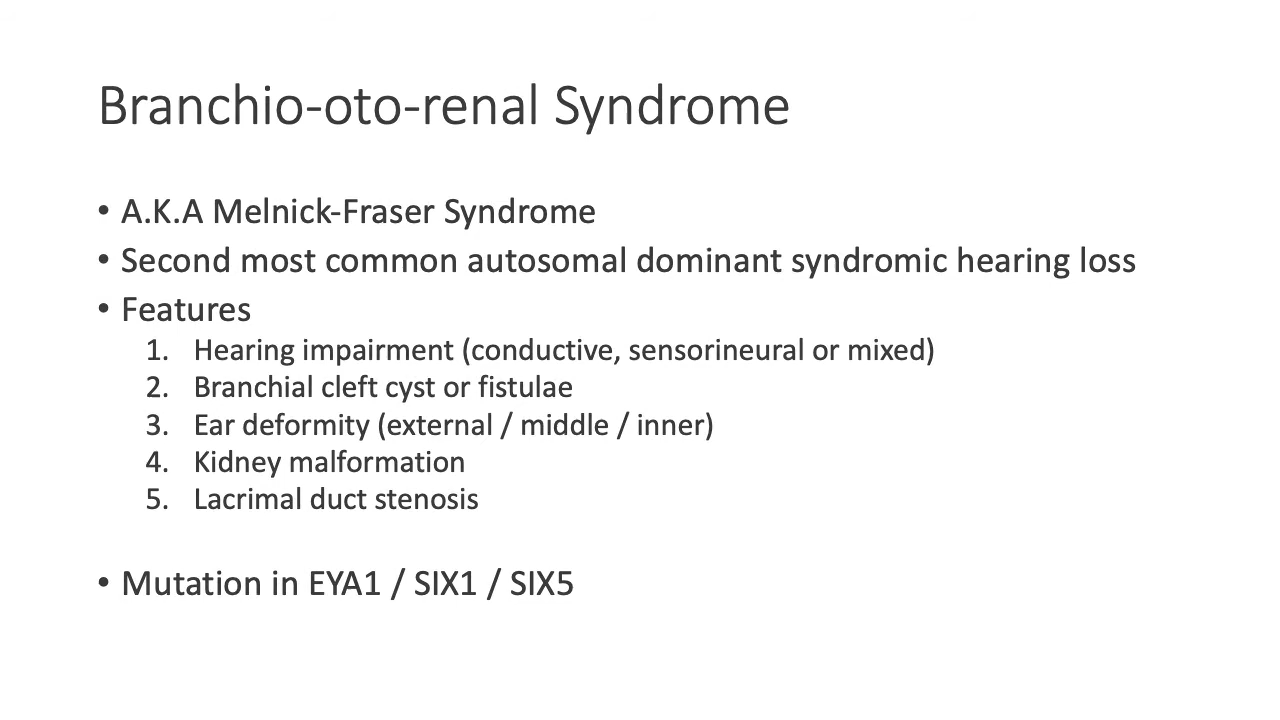 Branchio-oto-renal Syndrome
• A.K.A Melnick-Fraser Syndrome
• Second most common autosomal dominant syndromic hearing loss
• Features
1. Hearing impairment (conductive, sensorineural or mixed)
2. Branchial cleft cyst or fistulae
3. Ear deformity (external / middle / inner)
4. Kidney malformation
5. Lacrimal duct stenosis
• Mutation in EYA1 / SIX1 / SIX5